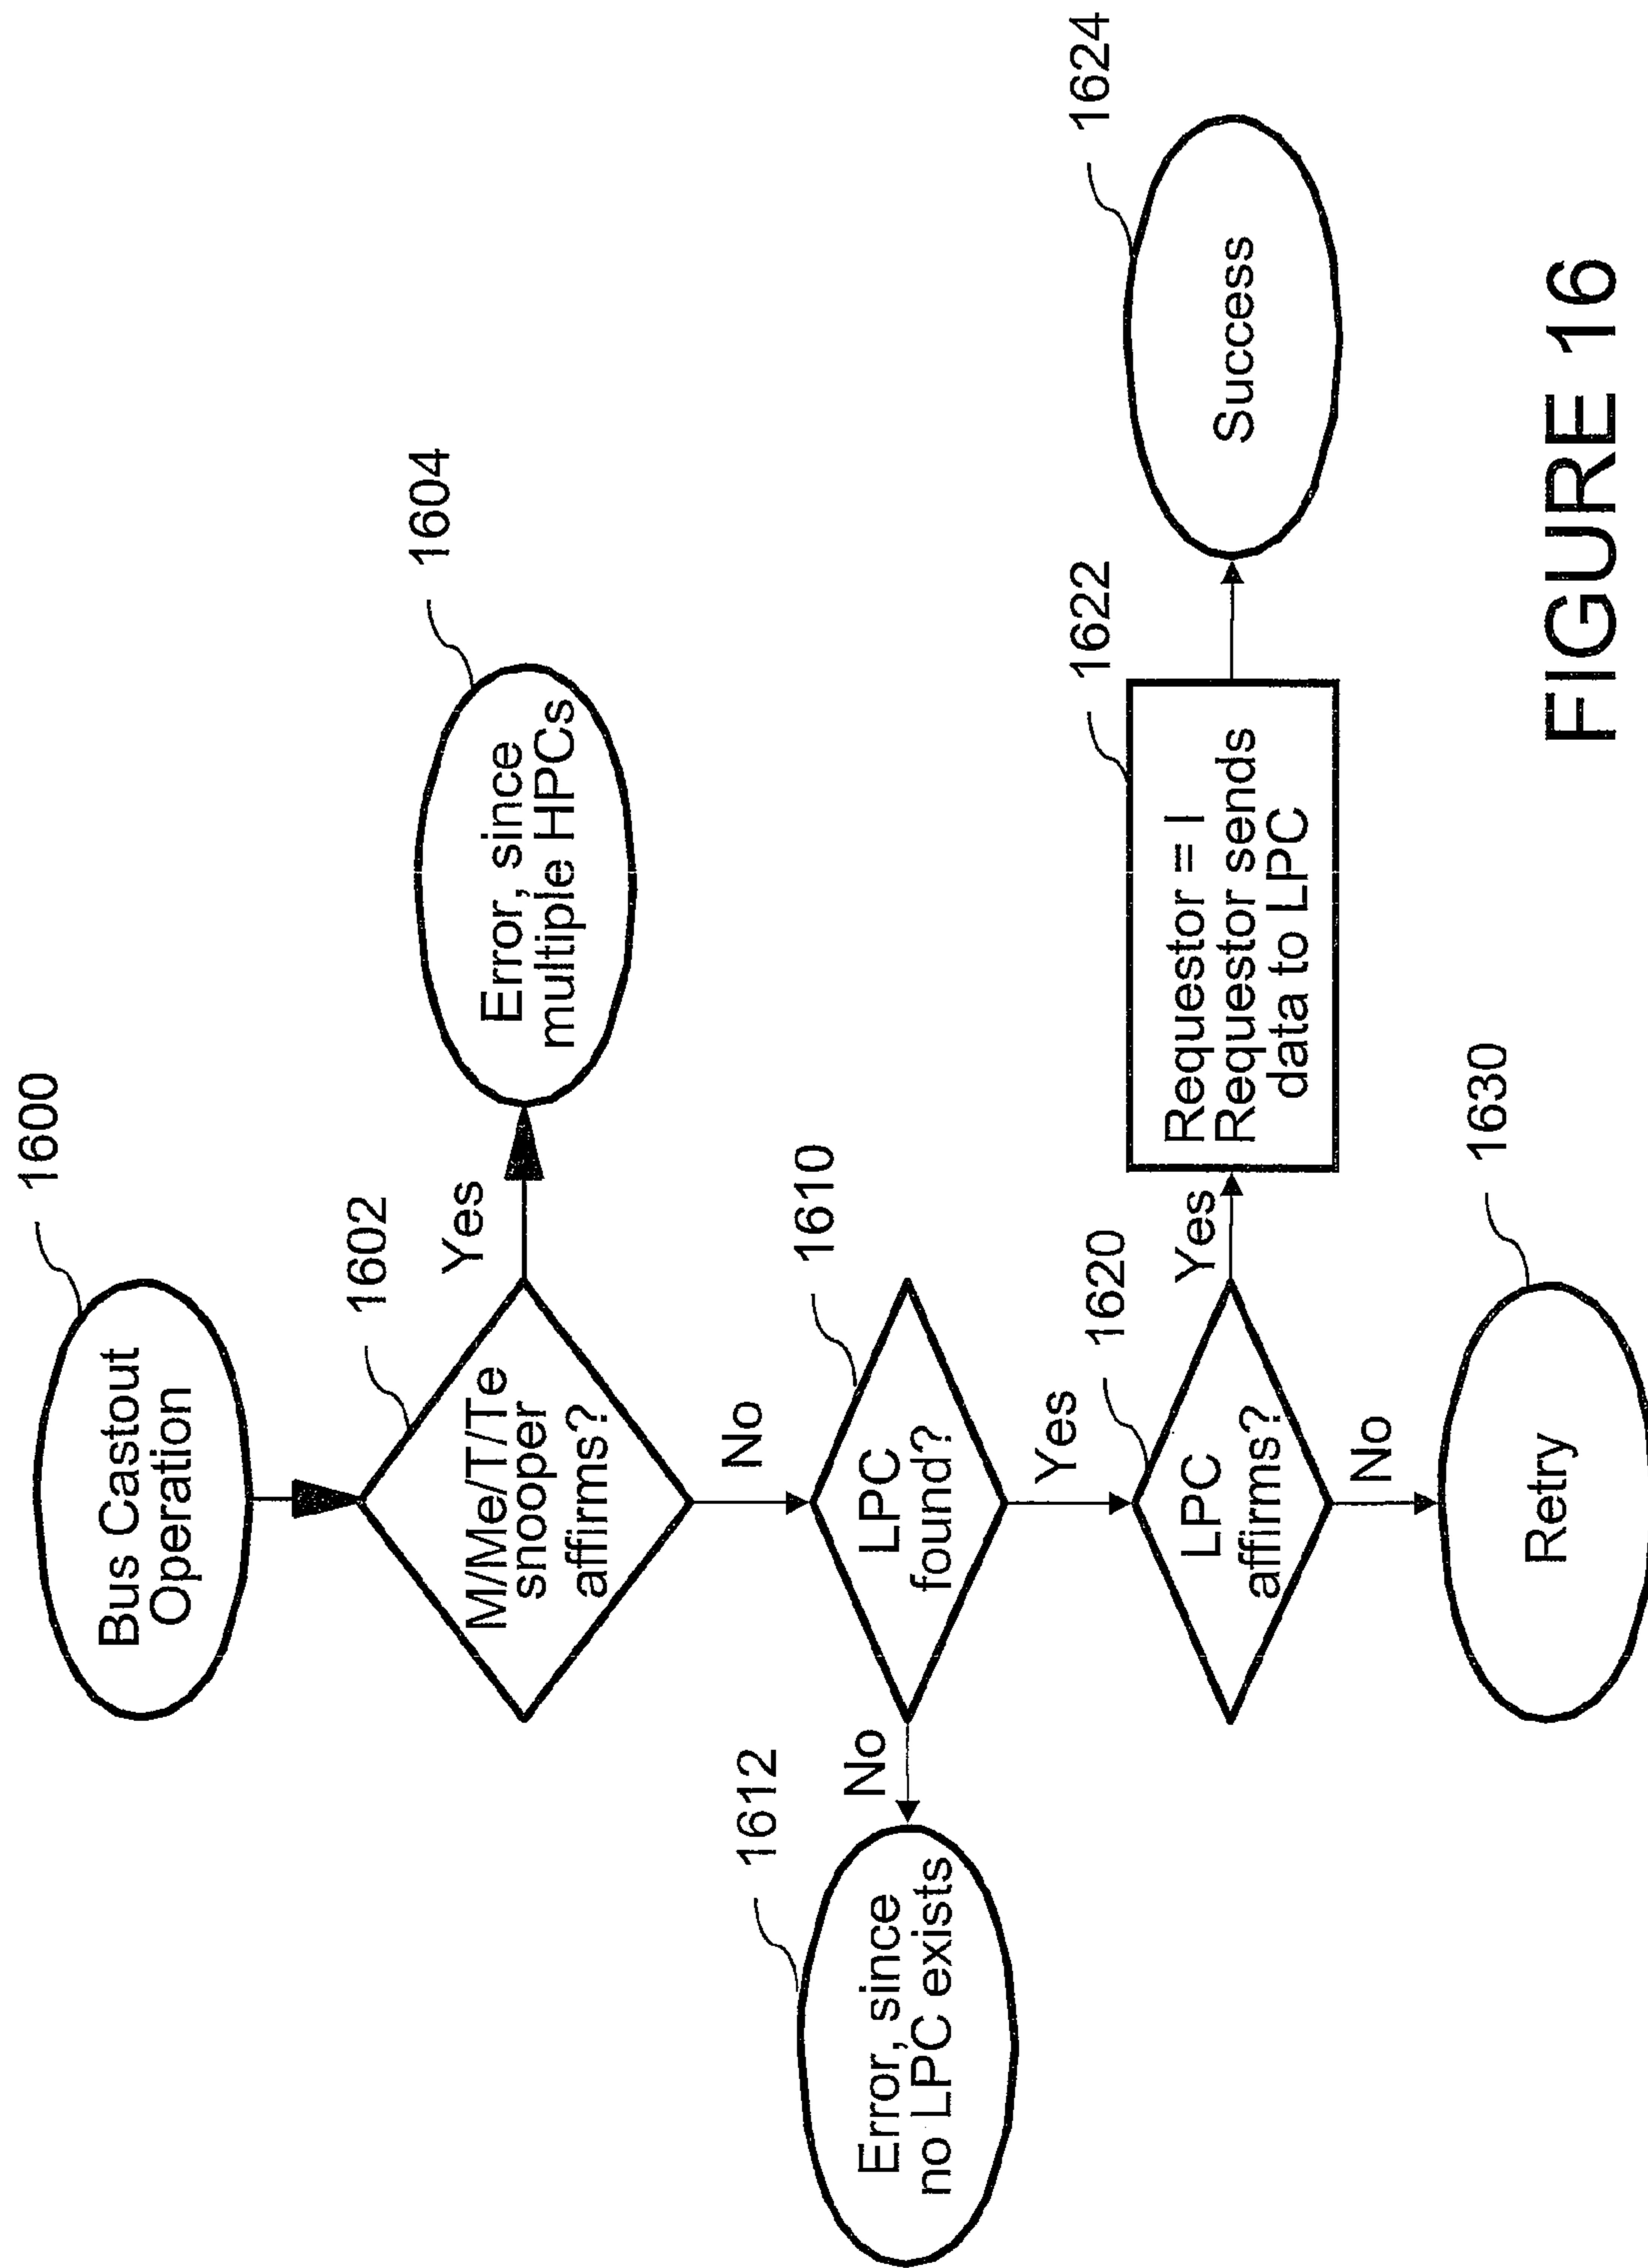 1600
Bus Castout
Operation
1602
M/Me/T/Te
snooper
affirms?
Yes
1604
Error, since
multiple HPCs
No
1610
LPC
found?
No
1612
Error, since
no LPC exists
Yes
1620
LPC
affirms?
Yes
1622
Requestor = I
Requestor sends
data to LPC
1624
Success
No
1630
Retry
FIGURE 16